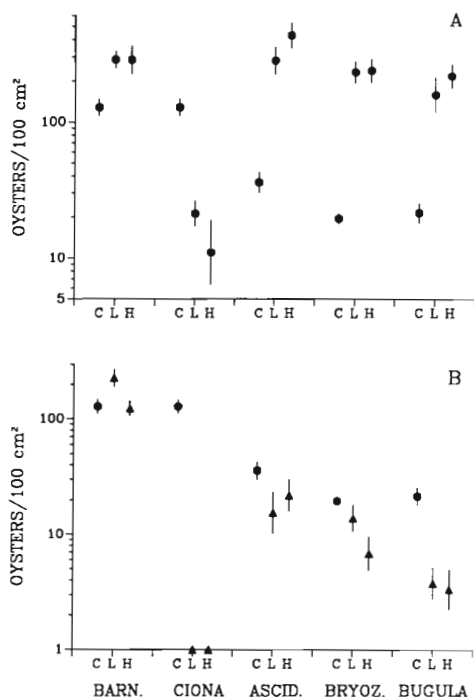 A
OYSTERS/100 cm²
100
10
5
C L H C L H C L H C L H C L H
B
OYSTERS/100 cm²
100
10
1
C L H C L H C L H C L H C L H
BARN. CIONA ASCID. BRYOZ. BUGULA